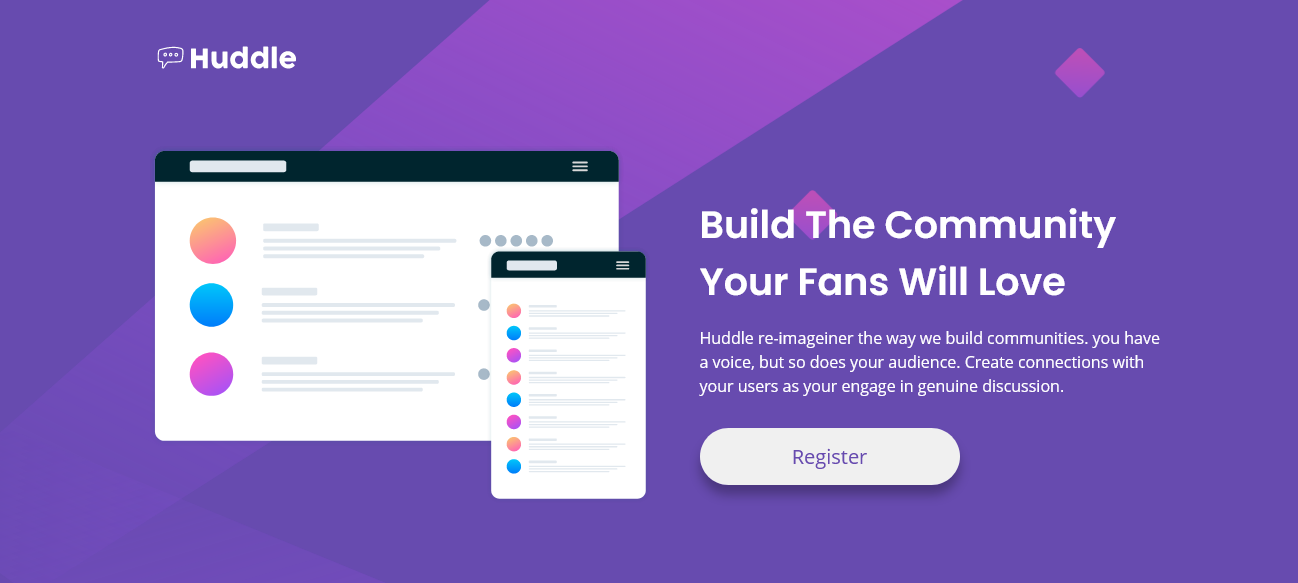 Huddle
Build The Community
Your Fans Will Love
Huddle re-imageiner the way we build communities. you have
a voice, but so does your audience. Create connections with
your users as your engage in genuine discussion.
Register